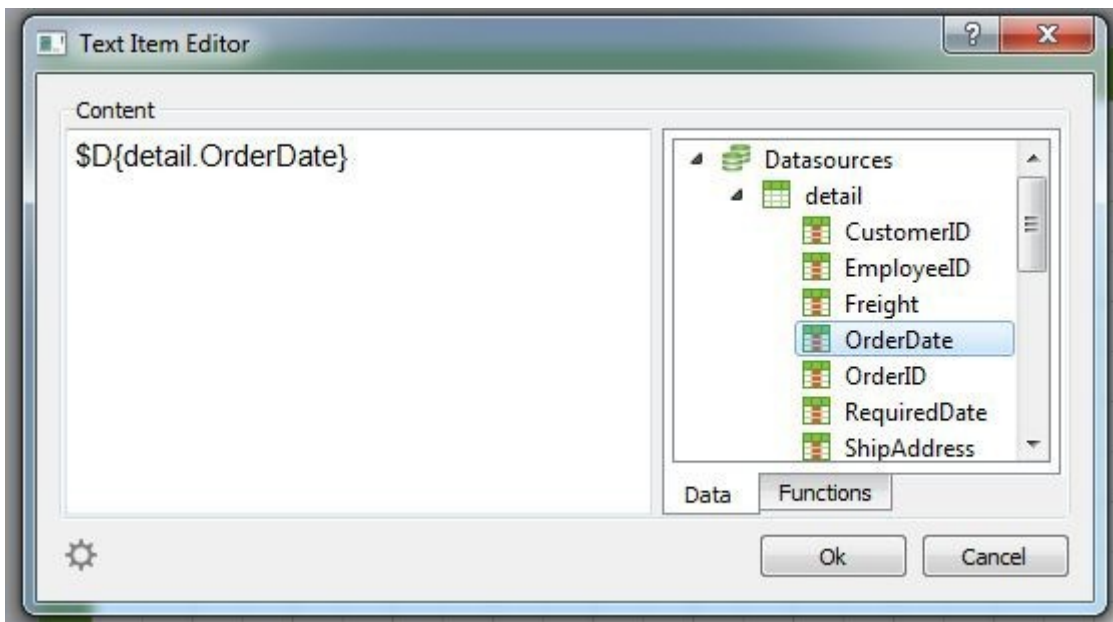 Text Item Editor
?
X
Content
$D{detail.OrderDate}
Datasources
detail
CustomerID
EmployeeID
Freight
OrderDate
OrderID
RequiredDate
ShipAddress
Data
Functions
Ok
Cancel